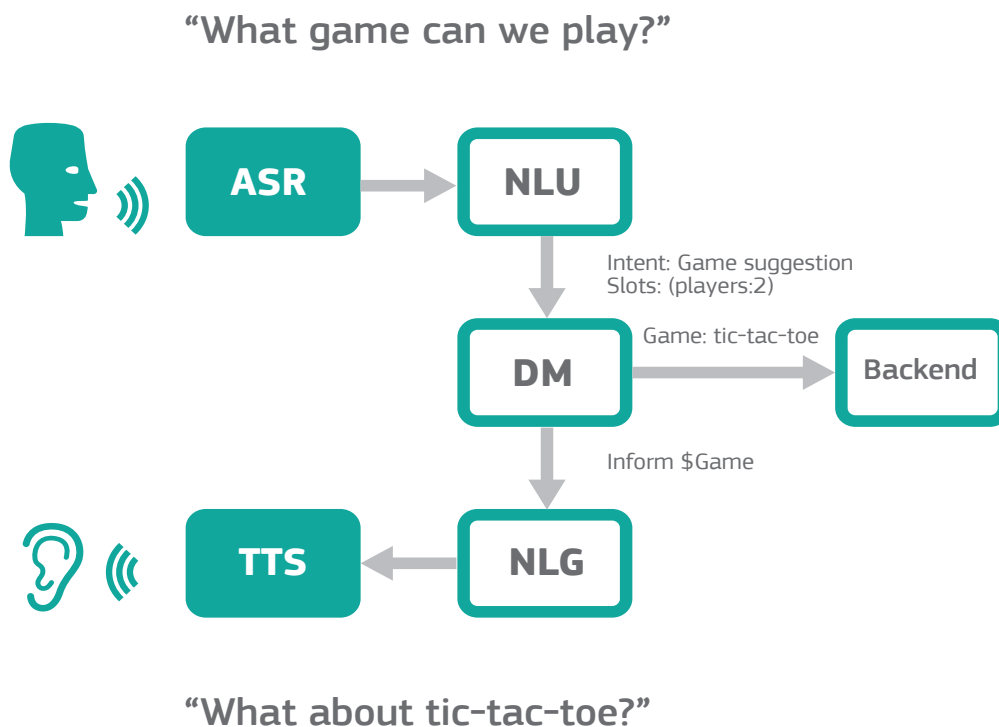 “What game can we play?”
ASR
NLU
Intent: Game suggestion
Slots: (players:2)
Game: tic-tac-toe
DM
Backend
Inform $Game
TTS
NLG
“What about tic-tac-toe?”